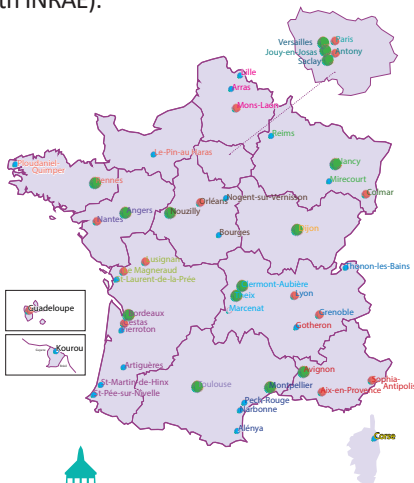 th INRAE).
Paris
Versailles
Jouy-en-Josas
Antony
Saclay
Lille
Arras
Mons-Laon
Reims
Le-Pin-au Haras
Nancy
Ploudaniel
Quimper
Mirecourt
Rennes
Colmar
Orléans
Nogent-sur-Vernisson
Angers
Nouzilly
Nantes
Dijon
Bourges
Lusignan
Le Magneraud
St-Laurent-de-la-Prée
Thonon-les-Bains
Clermont-Aubière
Theix
Lyon
Marcenat
Guadeloupe
Bordeaux
Grenoble
Cestas
Pierroton
Gotheron
Kourou
Artiguères
Avignon
St-Martin-de-Hinx
Toulouse
Montpellier
Sophia-
Antipolis
St-Pée-sur-Nivelle
Aix-en-Provence
Pech-Rouge
Narbonne
Alénya
Corse